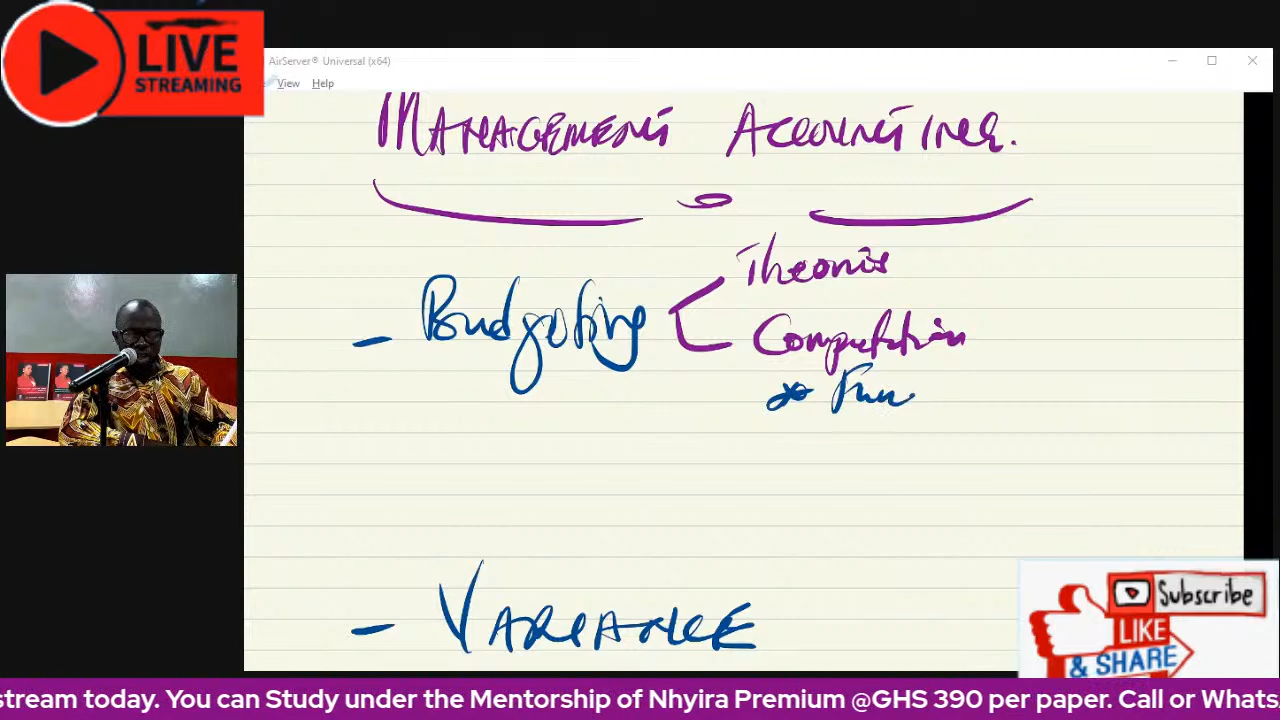 LIVE
STREAMING
AirServer® Universal (x64)
View Help
MANAGEMENT ACCOUNTING.
- Budgeting
Theories
Computation
* Fun
- VARIANCE
Subscribe
LIKE
& SHARE
stream today. You can Study under the Mentorship of Nhyira Premium @GHS 390 per paper. Call or Whats